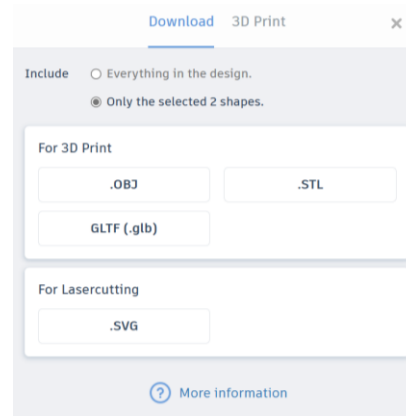 Download 3D Print ×
Include Everything in the design.
Only the selected 2 shapes.
For 3D Print
.OBJ .STL
GLTF (.glb)
For Lasercutting
.SVG
? More information